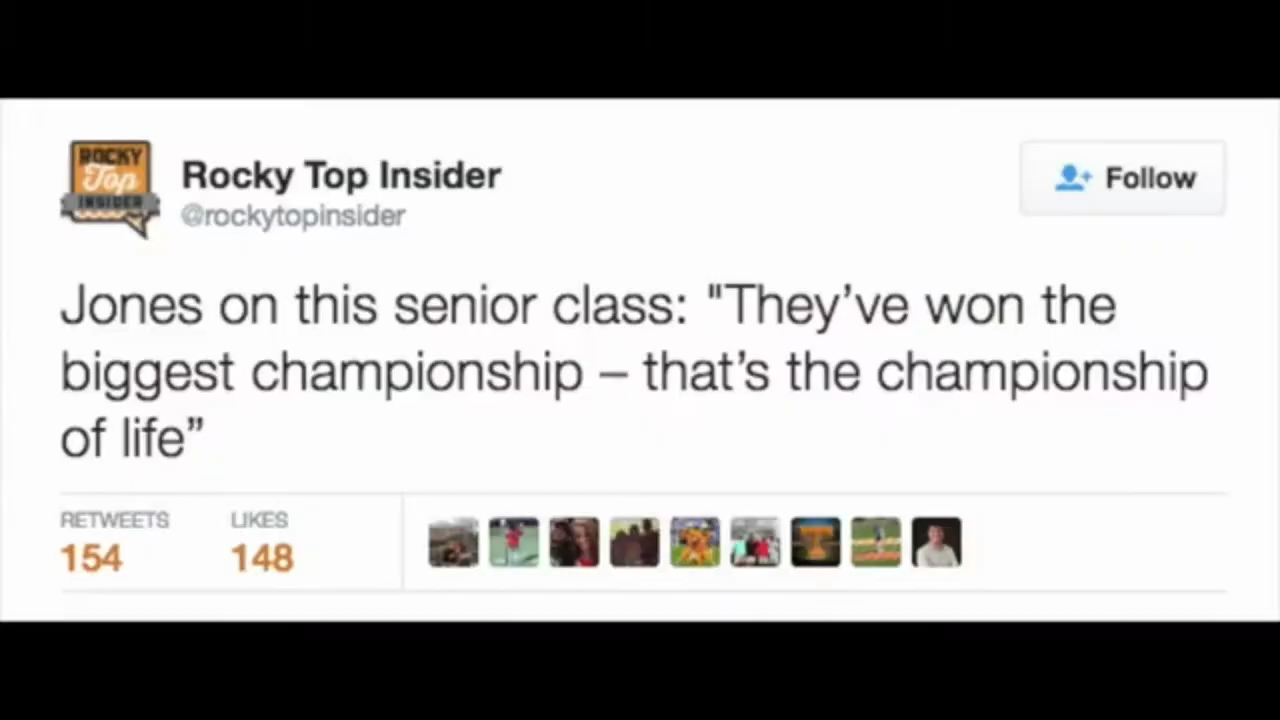 ROCKY
Top
INSIDER
Rocky Top Insider
@rockytopinsider
Follow
Jones on this senior class: "They’ve won the
biggest championship – that’s the championship
of life”
RETWEETS LIKES
154 148
T